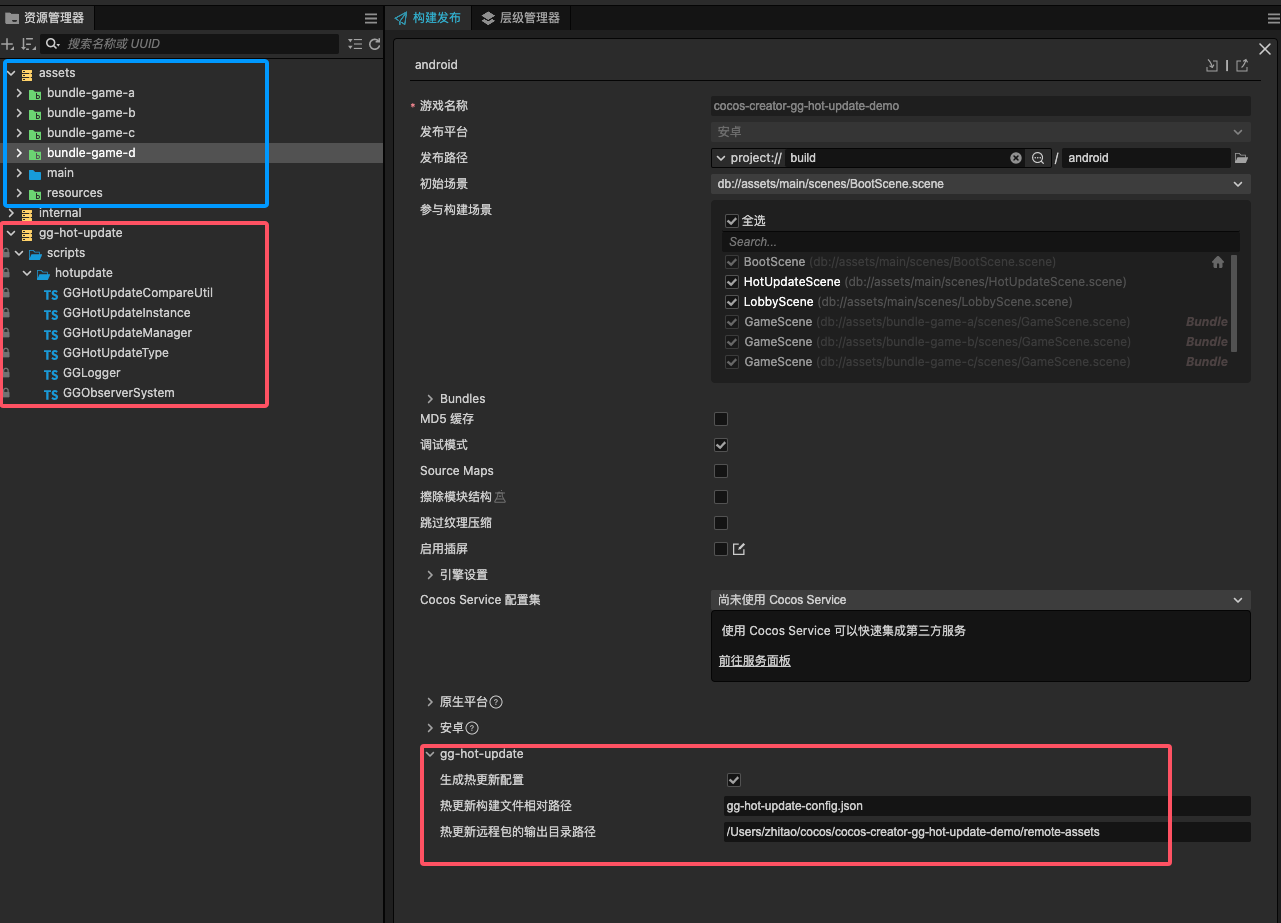 资源管理器
搜索名称或 UUID
assets
bundle-game-a
bundle-game-b
bundle-game-c
bundle-game-d
main
resources
internal
gg-hot-update
scripts
hotupdate
TS GGHotUpdateCompareUtil
TS GGHotUpdateInstance
TS GGHotUpdateManager
TS GGHotUpdateType
TS GGLogger
TS GGObserverSystem
构建发布 层级管理器
android
* 游戏名称 cocos-creator-gg-hot-update-demo
发布平台 安卓
发布路径 project:// build / android
初始场景 db://assets/main/scenes/BootScene.scene
参与构建场景
全选
Search...
BootScene (db://assets/main/scenes/BootScene.scene)
HotUpdateScene (db://assets/main/scenes/HotUpdateScene.scene)
LobbyScene (db://assets/main/scenes/LobbyScene.scene)
GameScene (db://assets/bundle-game-a/scenes/GameScene.scene) Bundle
GameScene (db://assets/bundle-game-b/scenes/GameScene.scene) Bundle
GameScene (db://assets/bundle-game-c/scenes/GameScene.scene) Bundle
Bundles
MD5 缓存
调试模式
Source Maps
擦除模块结构
跳过纹理压缩
启用插屏
引擎设置
Cocos Service 配置集 尚未使用 Cocos Service
使用 Cocos Service 可以快速集成第三方服务
前往服务面板
原生平台
安卓
gg-hot-update
生成热更新配置
热更新构建文件相对路径 gg-hot-update-config.json
热更新远程包的输出目录路径 /Users/zhitao/cocos/cocos-creator-gg-hot-update-demo/remote-assets